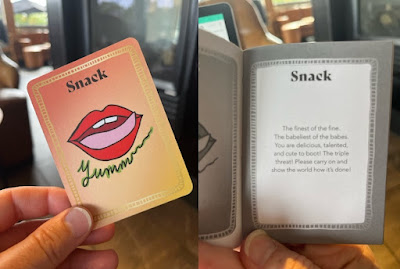 Snack
Yummm
Snack
The finest of the fine.
The babeliest of the babes.
You are delicious, talented,
and cute to boot! The triple
threat! Please carry on and
show the world how it's done!